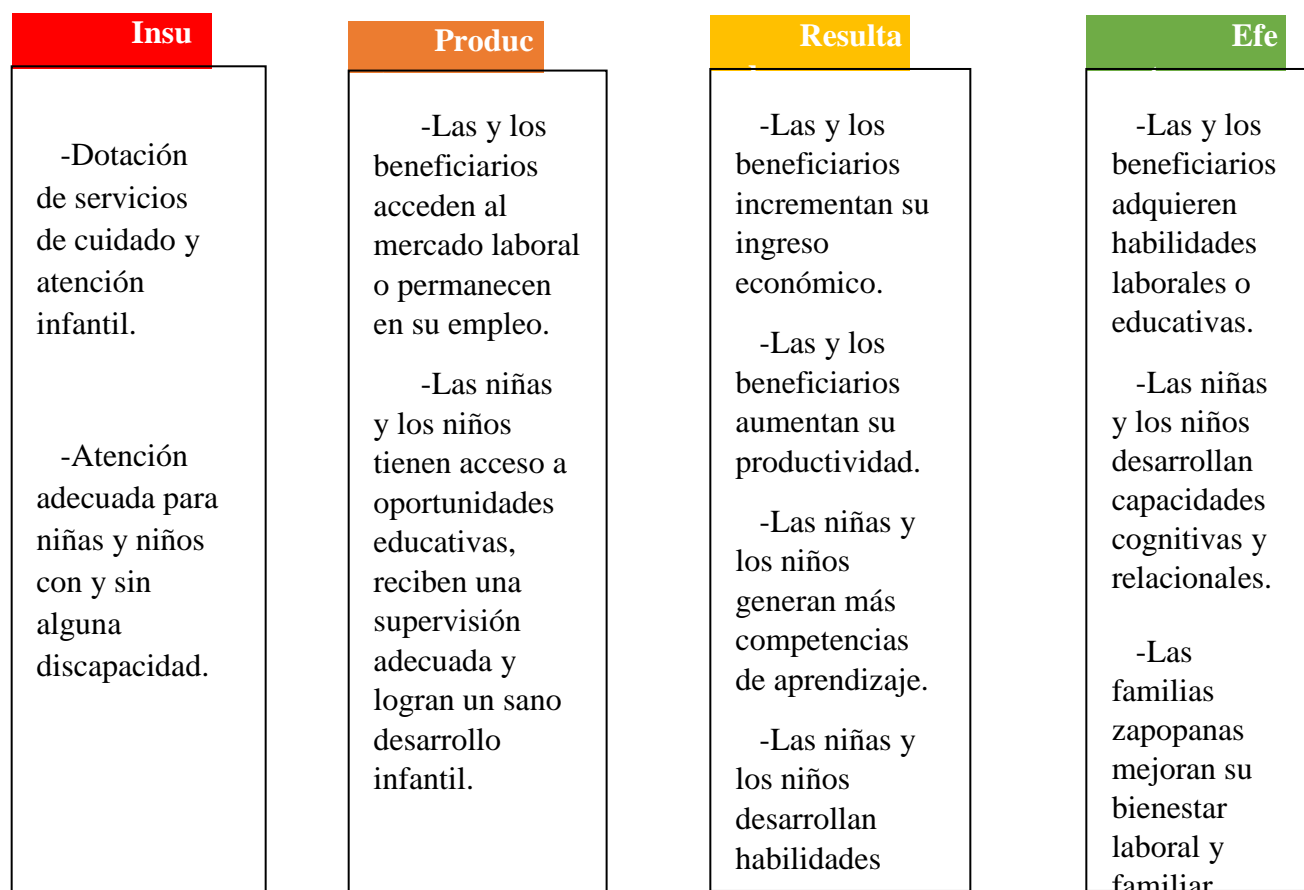 Insu
-Dotación
de servicios
de cuidado y
atención
infantil.
-Atención
adecuada para
niñas y niños
con y sin
alguna
discapacidad.
Produc
-Las y los
beneficiarios
acceden al
mercado laboral
o permanecen
en su empleo.
-Las niñas
y los niños
tienen acceso a
oportunidades
educativas,
reciben una
supervisión
adecuada y
logran un sano
desarrollo
infantil.
Resulta
-Las y los
beneficiarios
incrementan su
ingreso
económico.
-Las y los
beneficiarios
aumentan su
productividad.
-Las niñas y
los niños
generan más
competencias
de aprendizaje.
-Las niñas y
los niños
desarrollan
habilidades
Efe
-Las y los
beneficiarios
adquieren
habilidades
laborales o
educativas.
-Las niñas
y los niños
desarrollan
capacidades
cognitivas y
relacionales.
-Las
familias
zapopanas
mejoran su
bienestar
laboral y
familiar